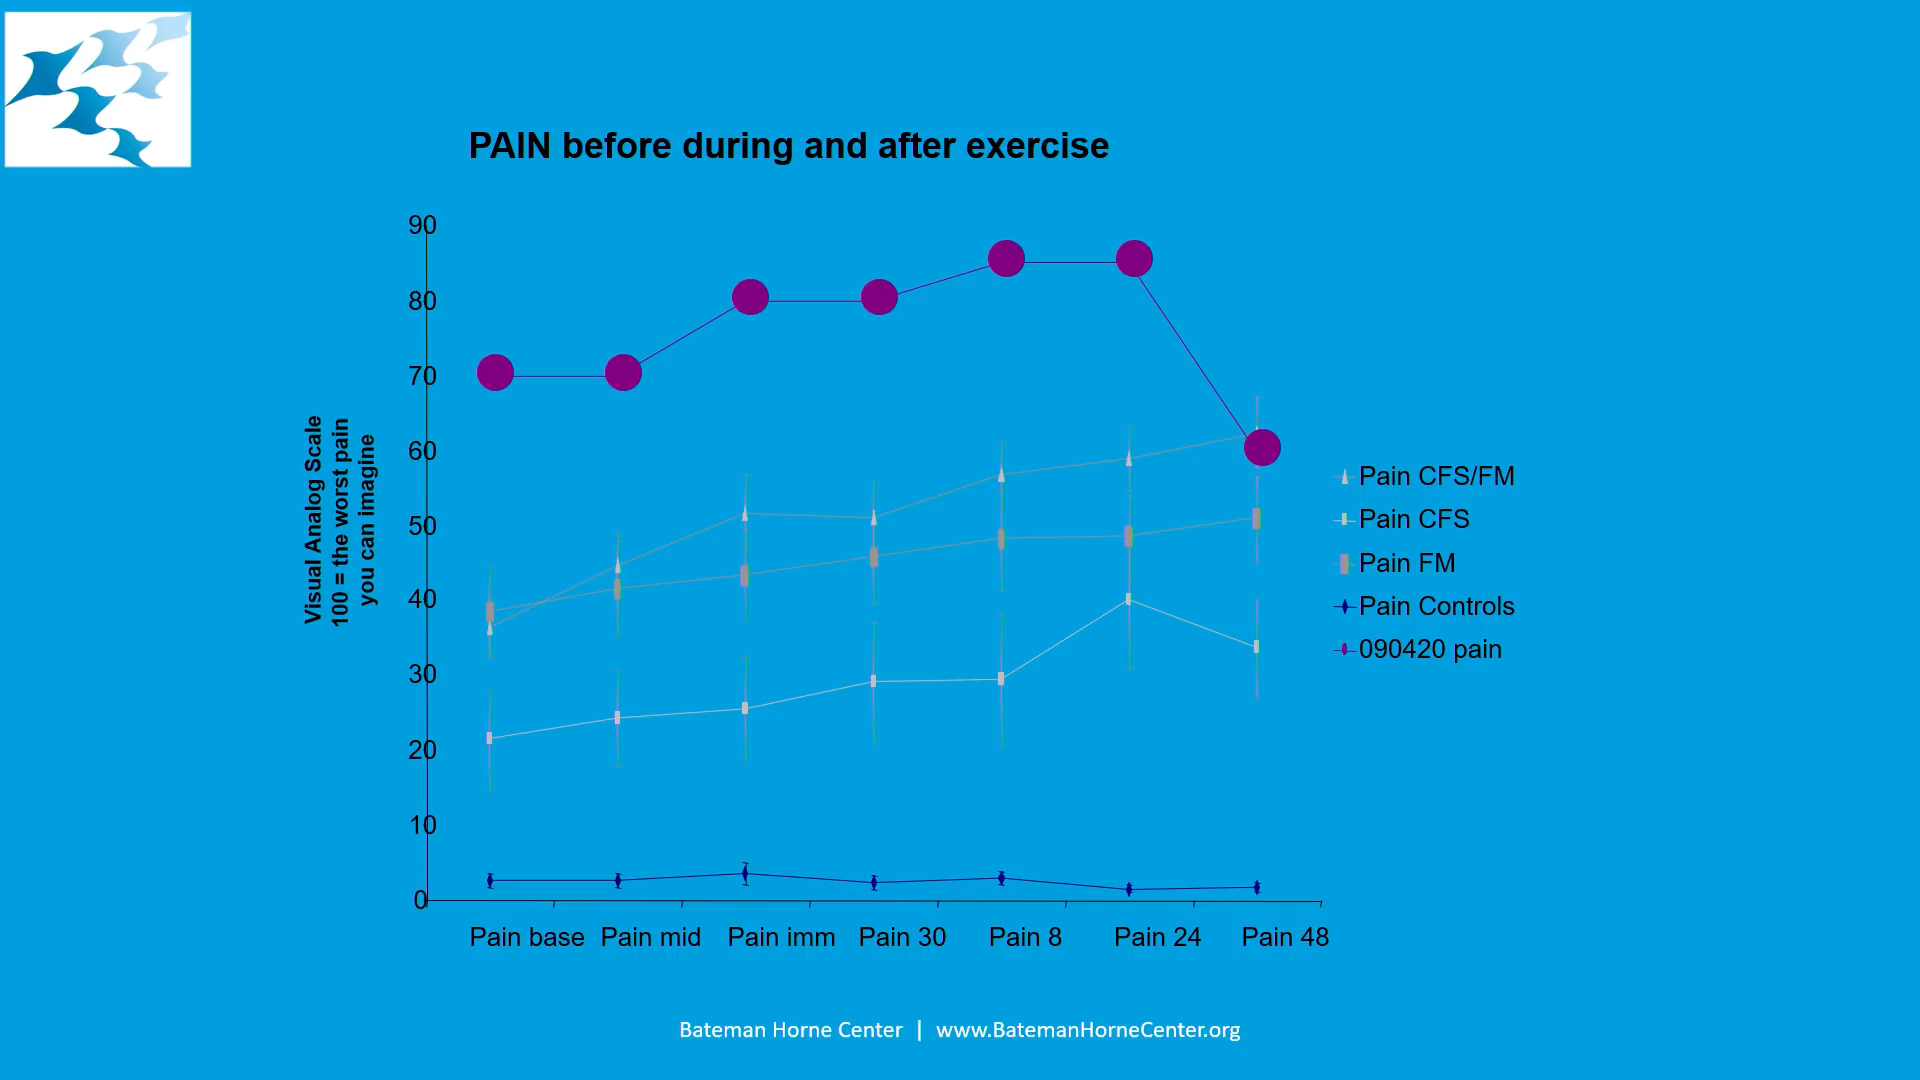 PAIN before during and after exercise
90
80
70
60
50
40
30
20
10
0
Visual Analog Scale
100 = the worst pain
you can imagine
Pain base
Pain mid
Pain imm
Pain 30
Pain 8
Pain 24
Pain 48
Pain CFS/FM
Pain CFS
Pain FM
Pain Controls
090420 pain
Bateman Horne Center | www.BatemanHorneCenter.org